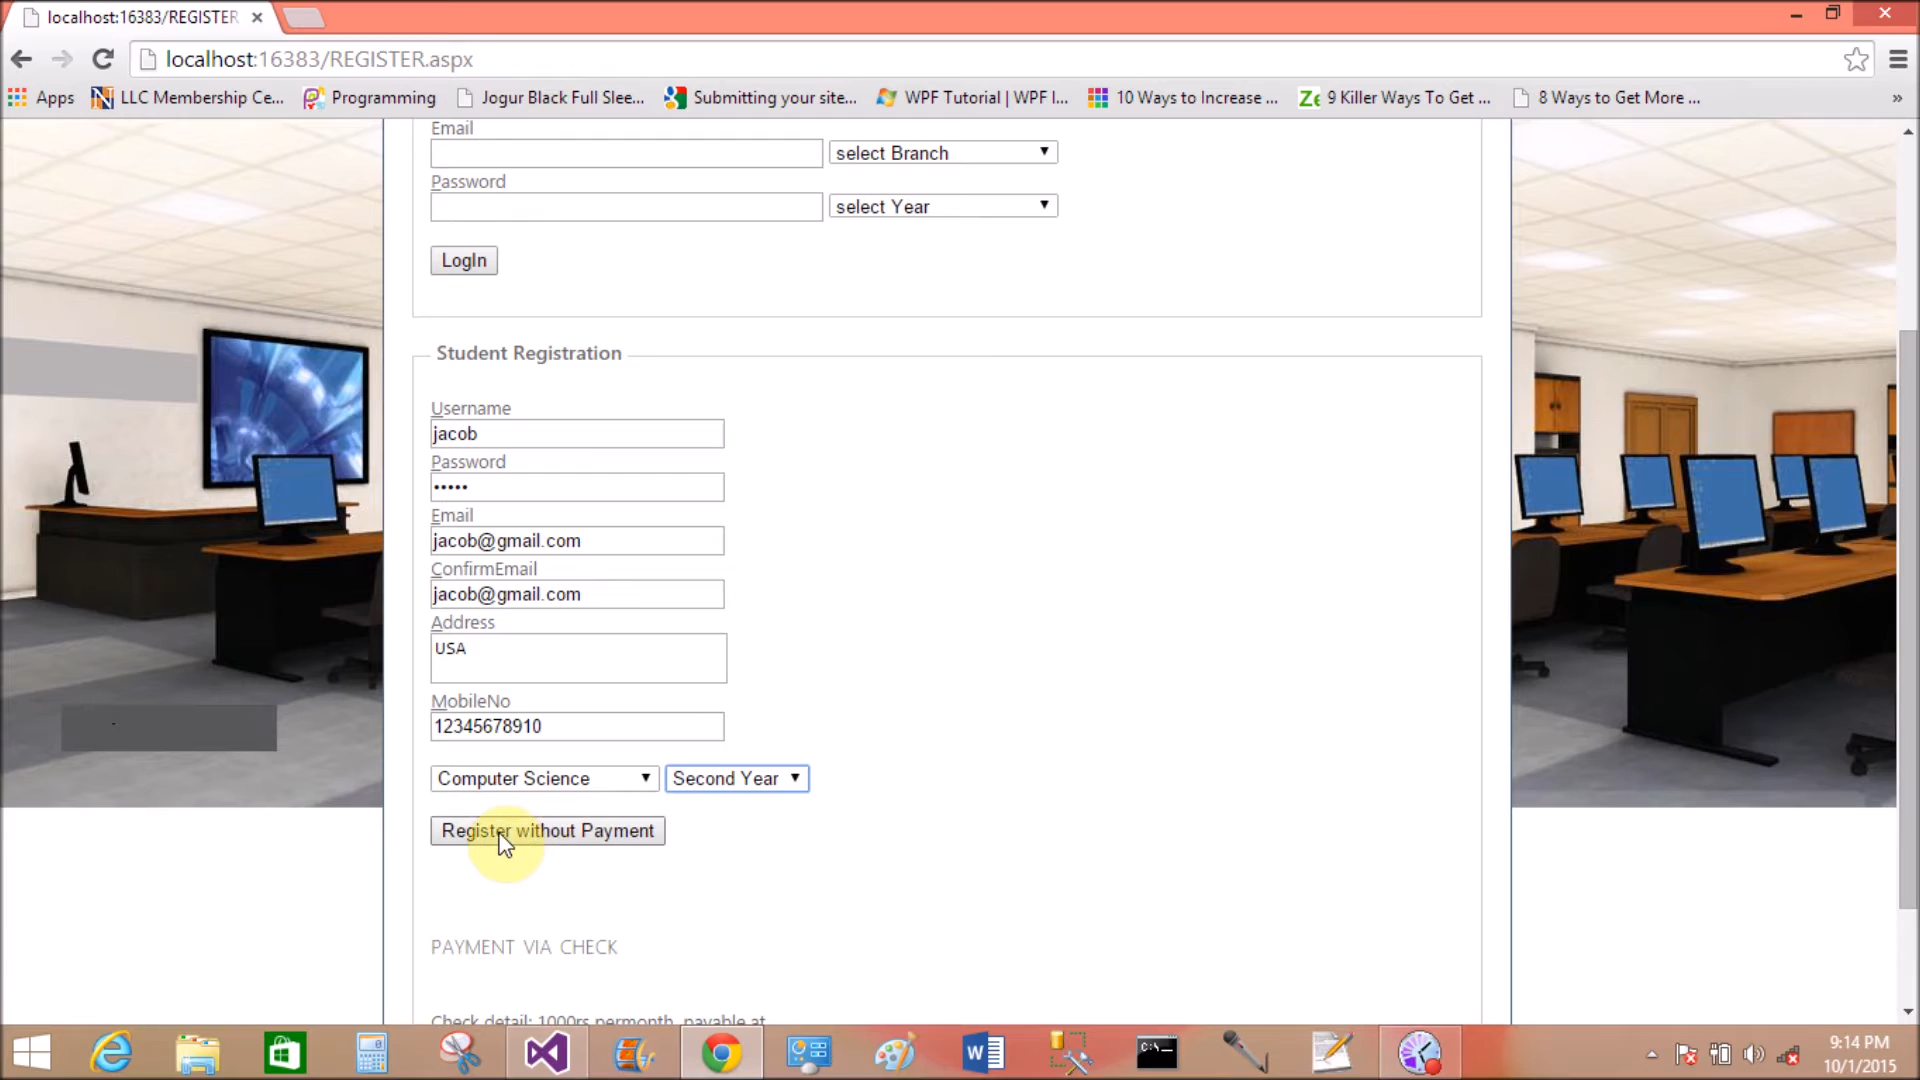 localhost:16383/REGISTER
localhost:16383/REGISTER.aspx
Apps LLC Membership Ce... Programming Jogur Black Full Slee... Submitting your site... WPF Tutorial | WPF I... 10 Ways to Increase ... 9 Killer Ways To Get ... 8 Ways to Get More ... »
Email
select Branch
Password
select Year
LogIn
Student Registration
Username
jacob
Password
•••••
Email
jacob@gmail.com
ConfirmEmail
jacob@gmail.com
Address
USA
MobileNo
12345678910
Computer Science Second Year
Register without Payment
PAYMENT VIA CHECK
Check detail: 1000rs permonth, payable at
9:14 PM
10/1/2015